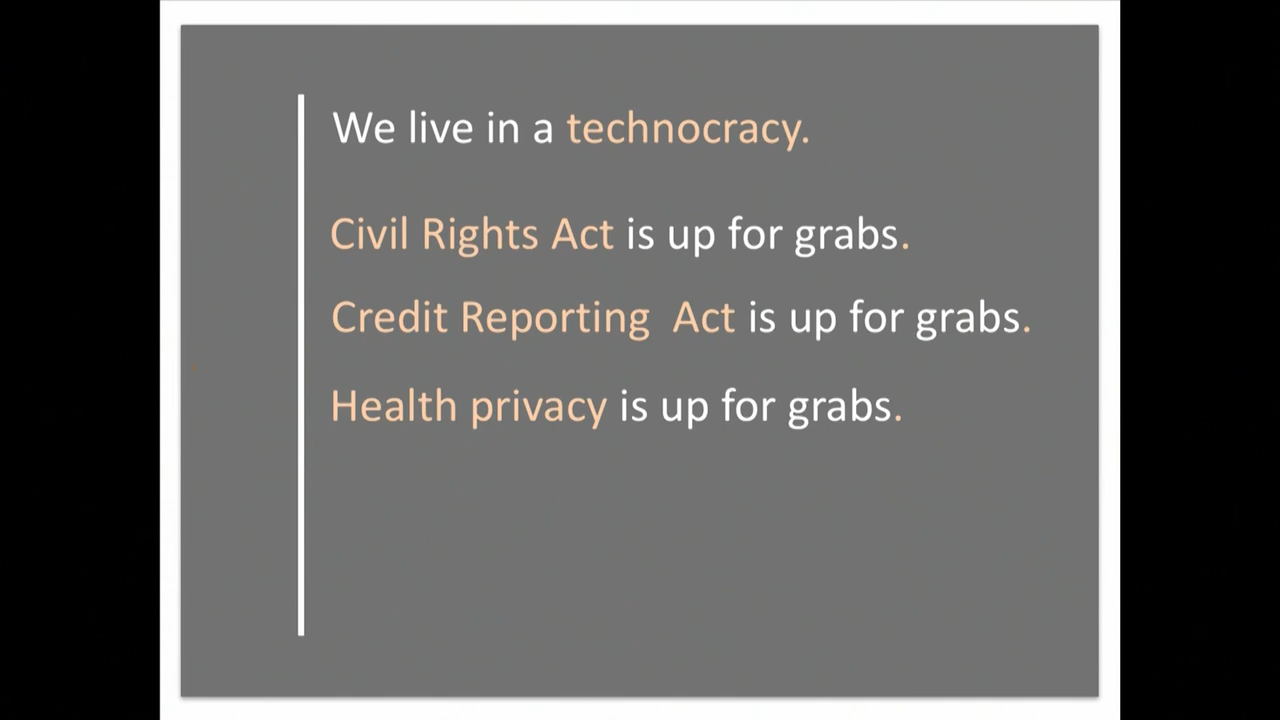 We live in a technocracy.
Civil Rights Act is up for grabs.
Credit Reporting  Act is up for grabs.
Health privacy is up for grabs.